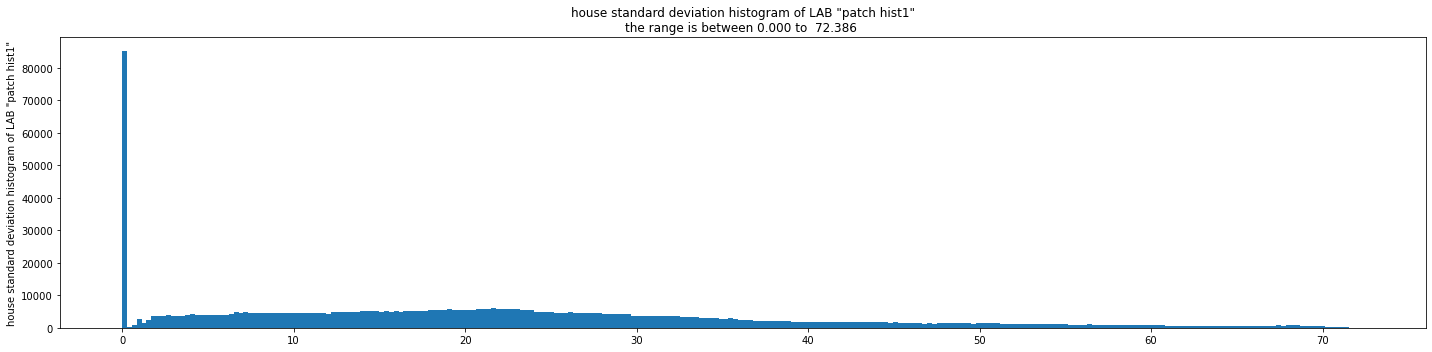 house standard deviation histogram of LAB "patch hist1"
the range is between 0.000 to  72.386
house standard deviation histogram of LAB "patch hist1"
80000
70000
60000
50000
40000
30000
20000
10000
0
0 10 20 30 40 50 60 70